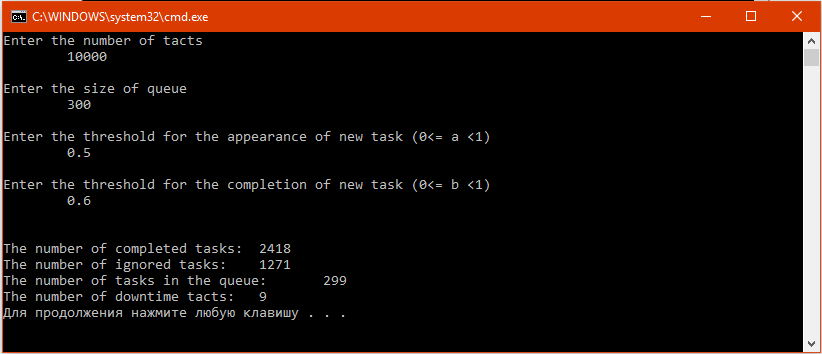 C:\WINDOWS\system32\cmd.exe
Enter the number of tacts
10000
Enter the size of queue
300
Enter the threshold for the appearance of new task (0<= a <1)
0.5
Enter the threshold for the completion of new task (0<= b <1)
0.6
The number of completed tasks: 2418
The number of ignored tasks: 1271
The number of tasks in the queue: 299
The number of downtime tacts: 9
Для продолжения нажмите любую клавишу . . .